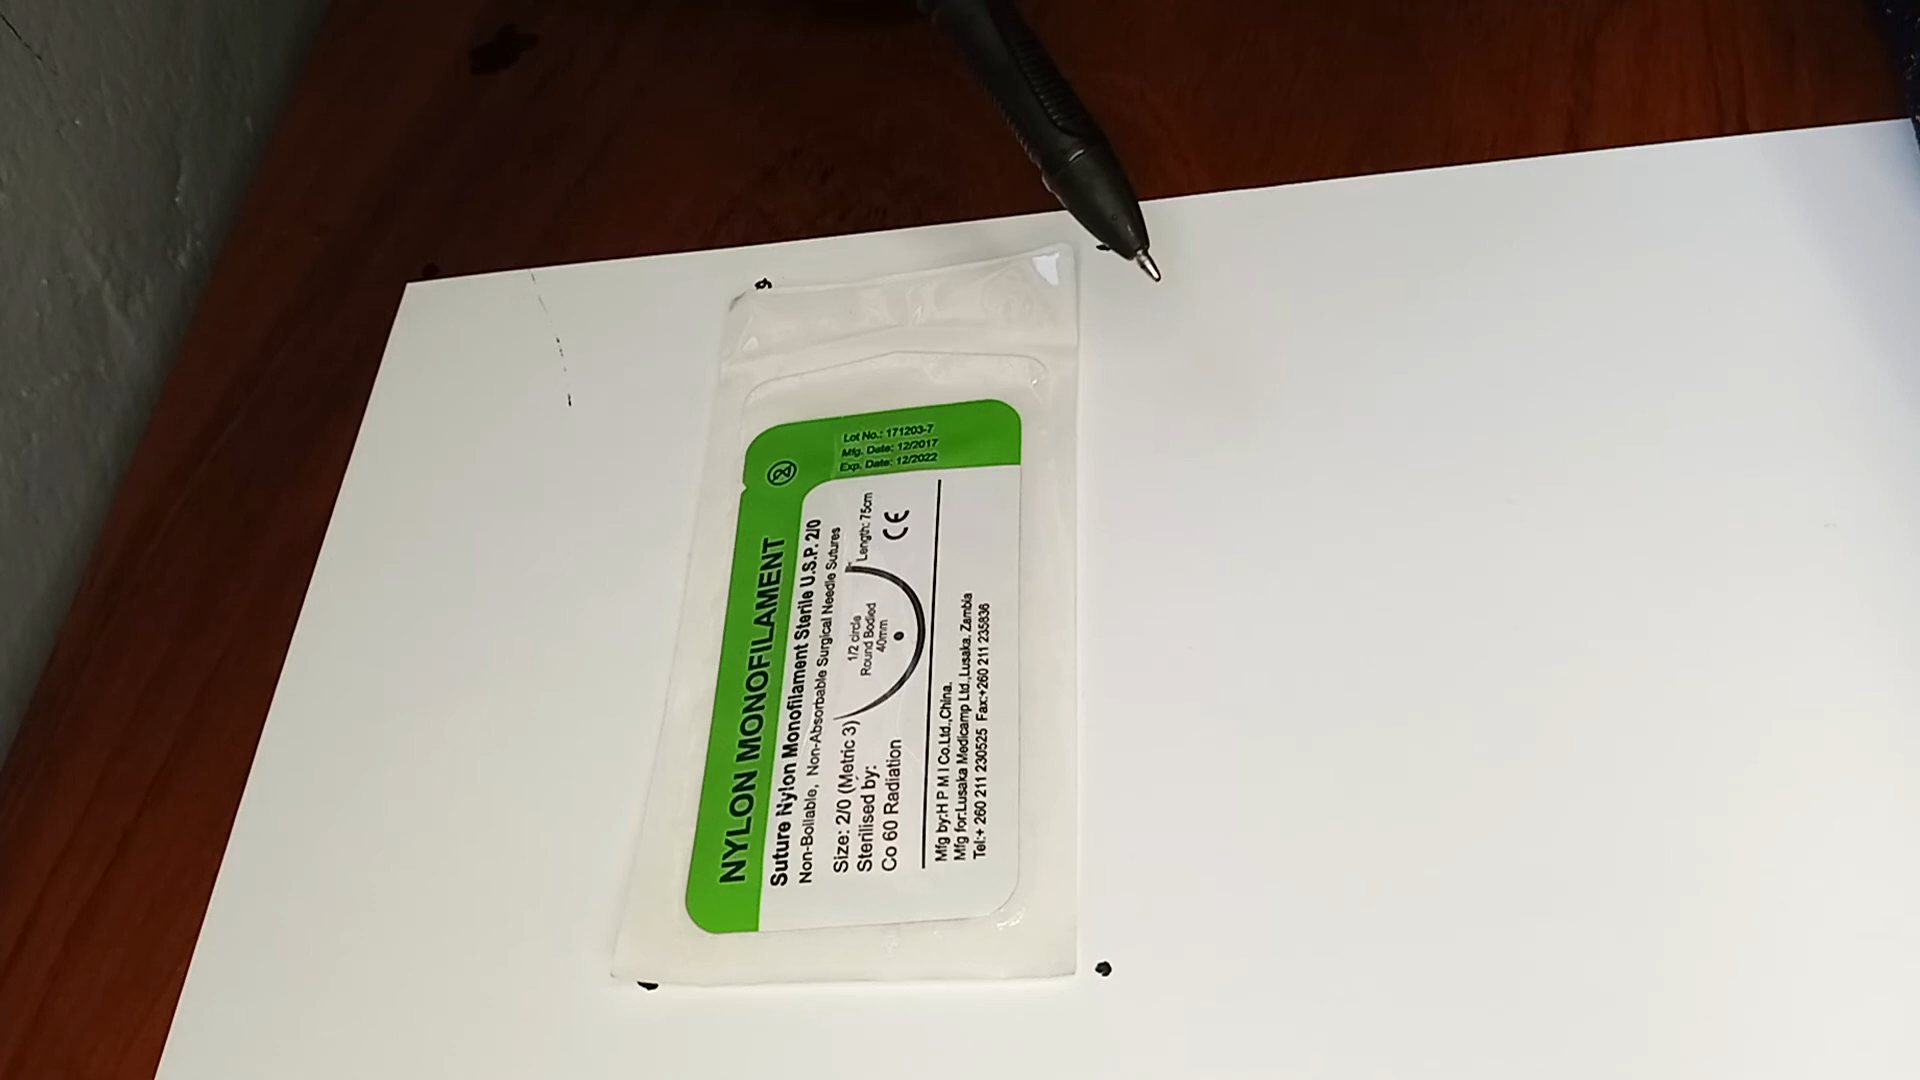 NYLON MONOFILAMENT
Lot No.: 171203-7
Mfg. Date: 12/2017
Exp. Date: 12/2022
Suture Nylon Monofilament Sterile U.S.P. 2/0
Non-Boilable, Non-Absorbable Surgical Needle Sutures
Size: 2/0 (Metric 3)
Sterilised by:
Co 60 Radiation
1/2 circle
Round Bodied
40mm
Length: 75cm
CE
Mfg by:H P M I Co.Ltd.,China.
Mfg for:Lusaka Medicamp Ltd.,Lusaka, Zambia
Tel:+ 260 211 230525 Fax:+260 211 235836